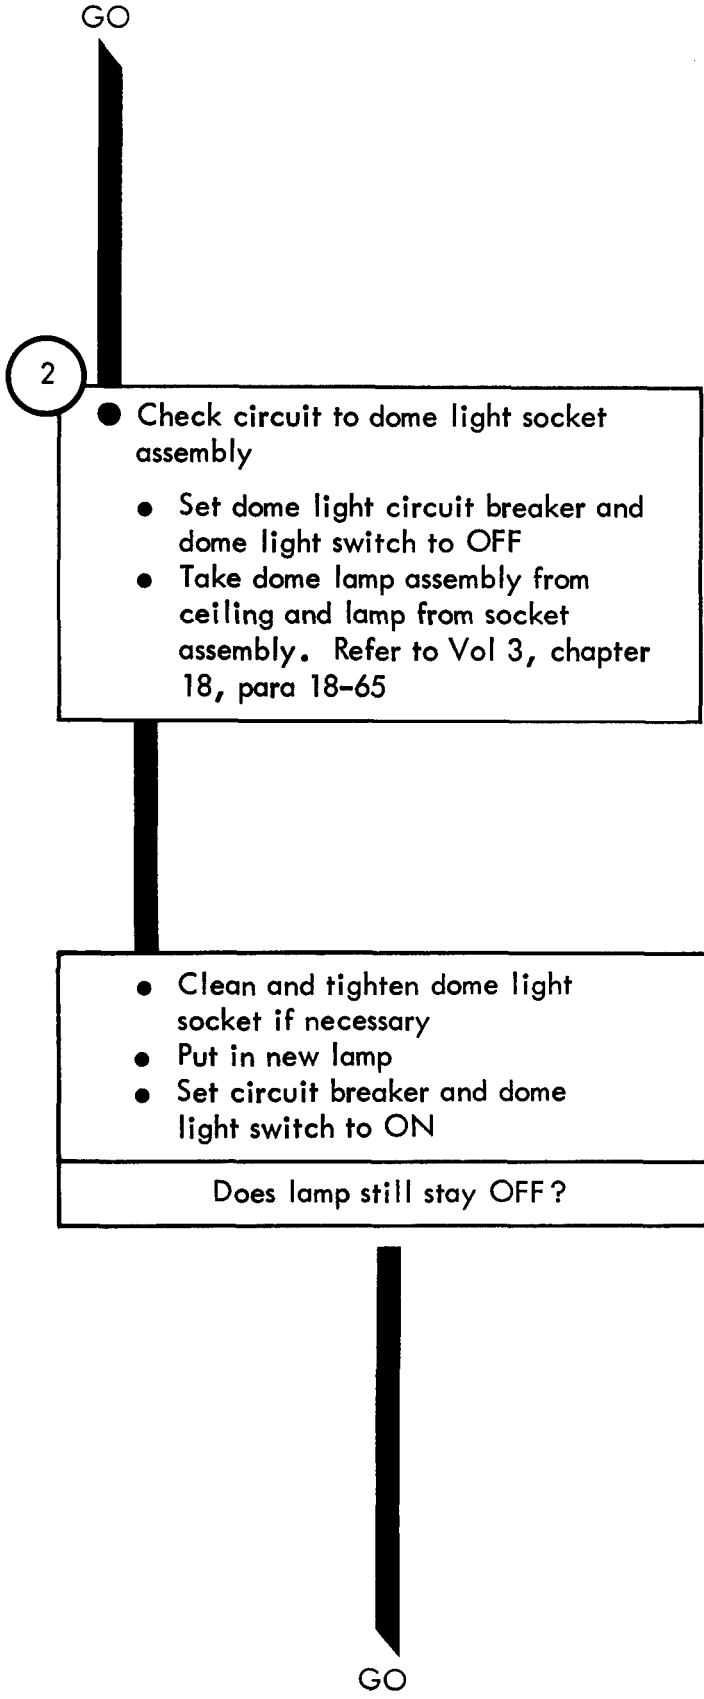 GO
2
● Check circuit to dome light socket
assembly
● Set dome light circuit breaker and
dome light switch to OFF
● Take dome lamp assembly from
ceiling and lamp from socket
assembly. Refer to Vol 3, chapter
18, para 18-65
● Clean and tighten dome light
socket if necessary
● Put in new lamp
● Set circuit breaker and dome
light switch to ON
Does lamp still stay OFF?
GO